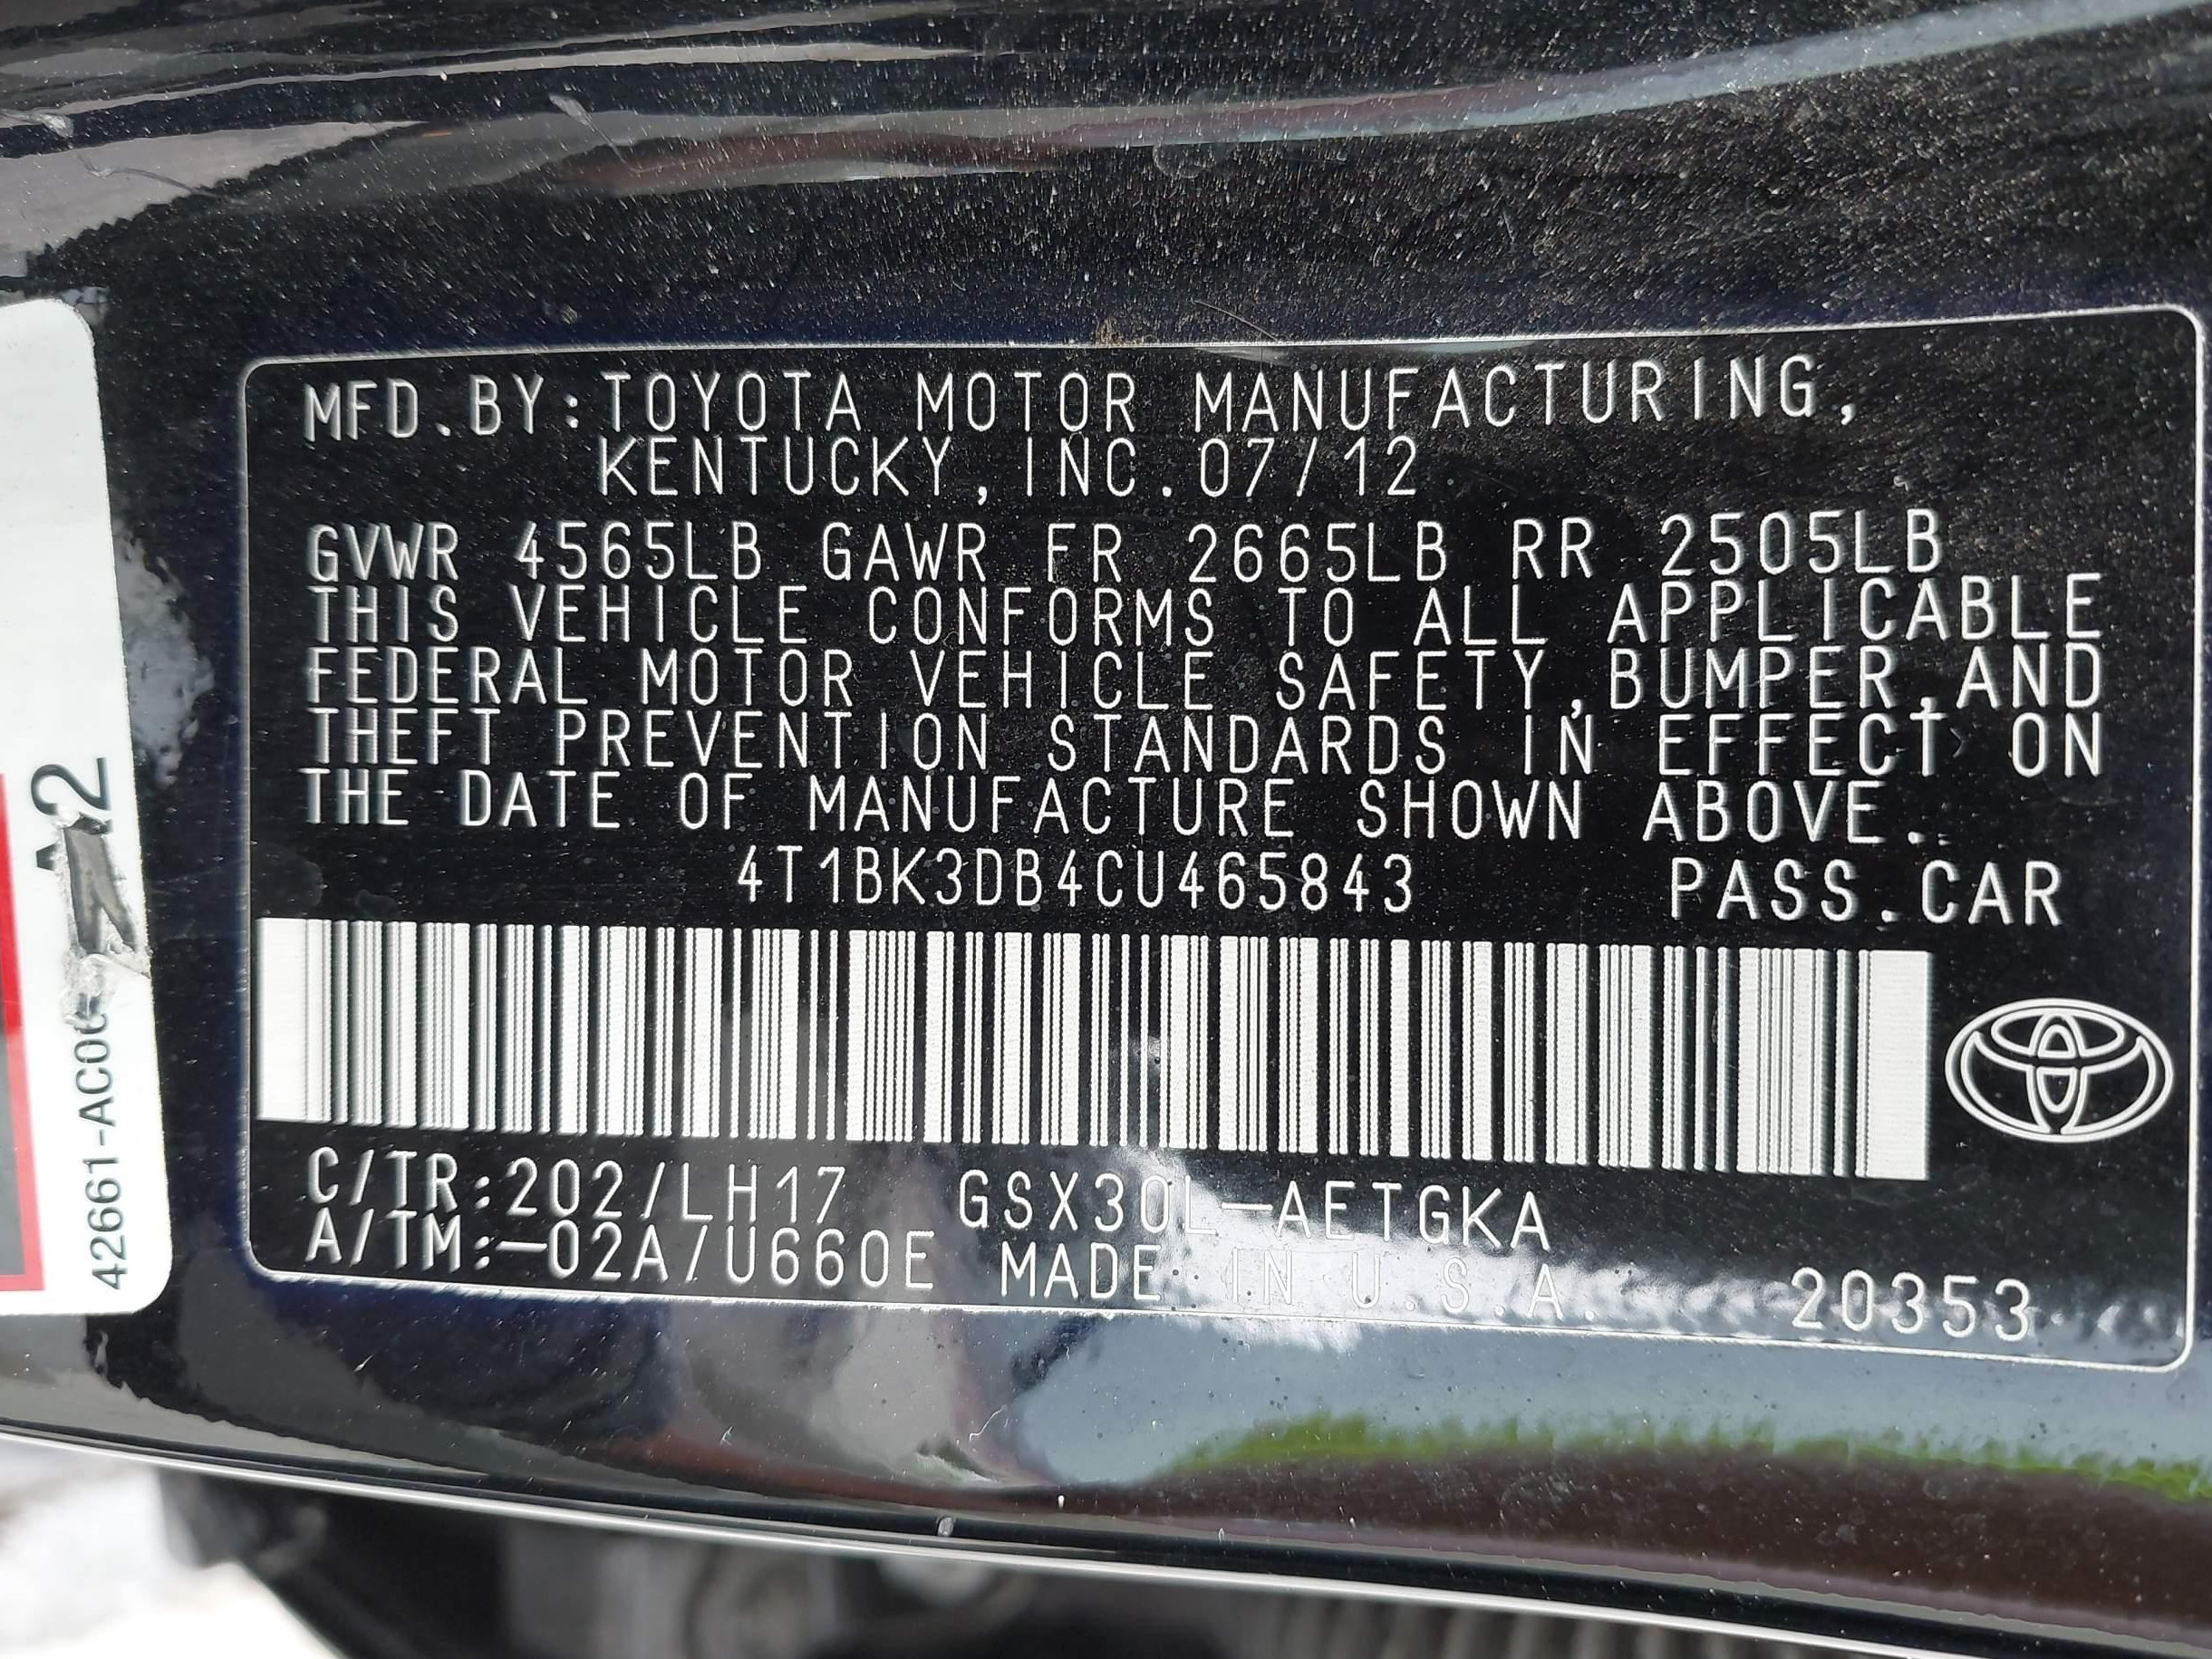 MFD.BY:TOYOTA MOTOR MANUFACTURING,
KENTUCKY,INC.07/12
GVWR 4565LB GAWR FR 2665LB RR 2505LB
THIS VEHICLE CONFORMS TO ALL APPLICABLE
FEDERAL MOTOR VEHICLE SAFETY,BUMPER,AND
THEFT PREVENTION STANDARDS IN EFFECT ON
THE DATE OF MANUFACTURE SHOWN ABOVE.
4T1BK3DB4CU465843 PASS.CAR
C/TR:202/LH17 GSX30L-AETGKA
A/TM:-02A/U660E MADE IN U.S.A. 20353